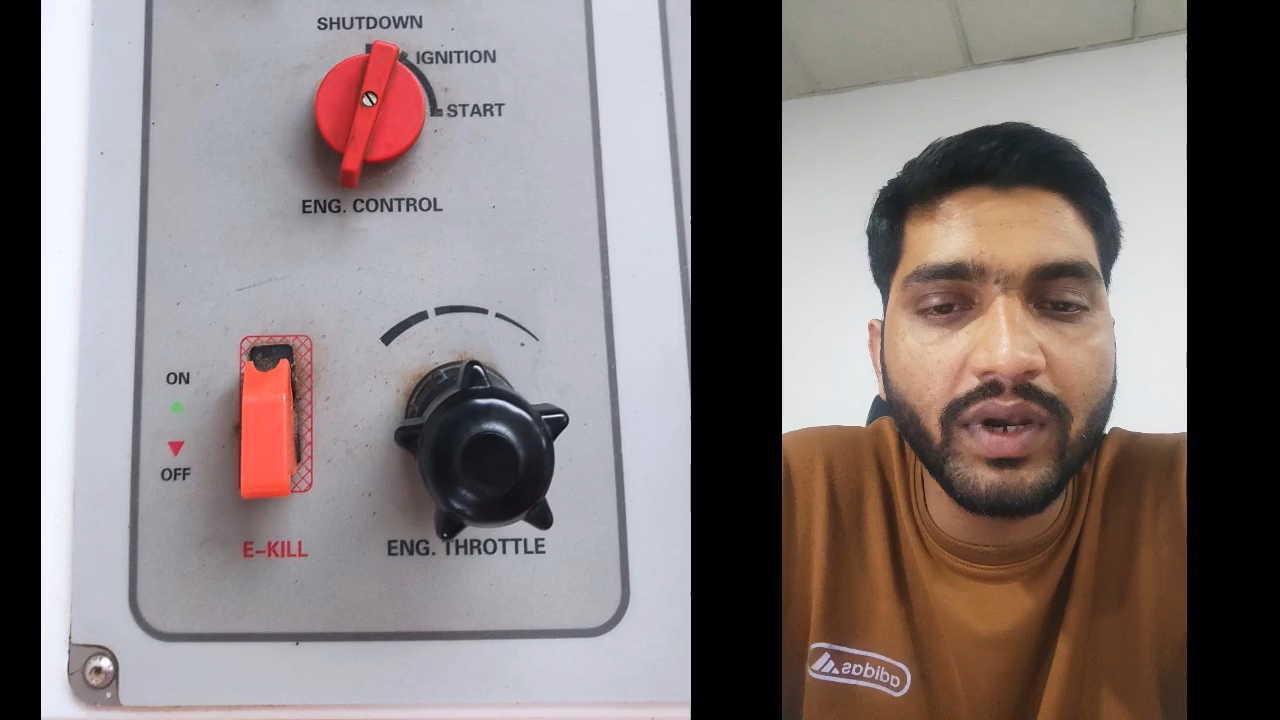 SHUTDOWN
IGNITION
START
ENG. CONTROL
ON
OFF
E-KILL
ENG. THROTTLE
adidas